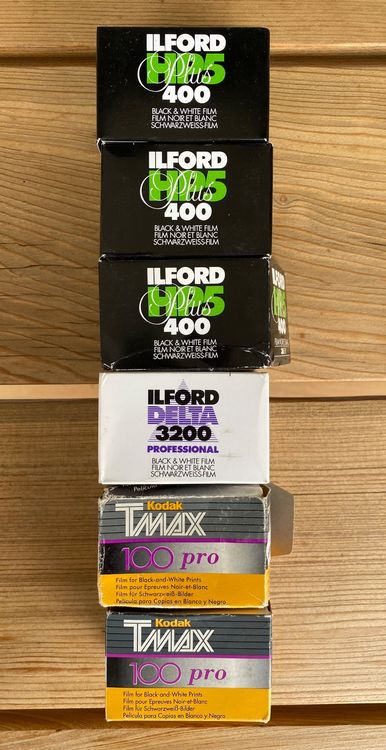 ILFORD
HP5
Plus
400
BLACK & WHITE FILM
FILM NOIR ET BLANC
SCHWARZWEISS-FILM
ILFORD
HP5
Plus
400
BLACK & WHITE FILM
FILM NOIR ET BLANC
SCHWARZWEISS-FILM
ILFORD
HP5
Plus
400
BLACK & WHITE FILM
FILM NOIR ET BLANC
SCHWARZWEISS-FILM
HP5
400
ILFORD
DELTA
3200
PROFESSIONAL
BLACK & WHITE FILM
FILM NOIR ET BLANC
SCHWARZWEISS-FILM
Película
Kodak
TMAX
100 pro
Film for Black-and-White Prints
Film pour Epreuves Noir-et-Blanc
Film für Schwarzweiß-Bilder
Película para Copias en Blanco y Negro
Kodak
TMAX
100 pro
Film for Black-and-White Prints
Film pour Epreuves Noir-et-Blanc
Film für Schwarzweiß-Bilder
Película para Copias en Blanco y Negro